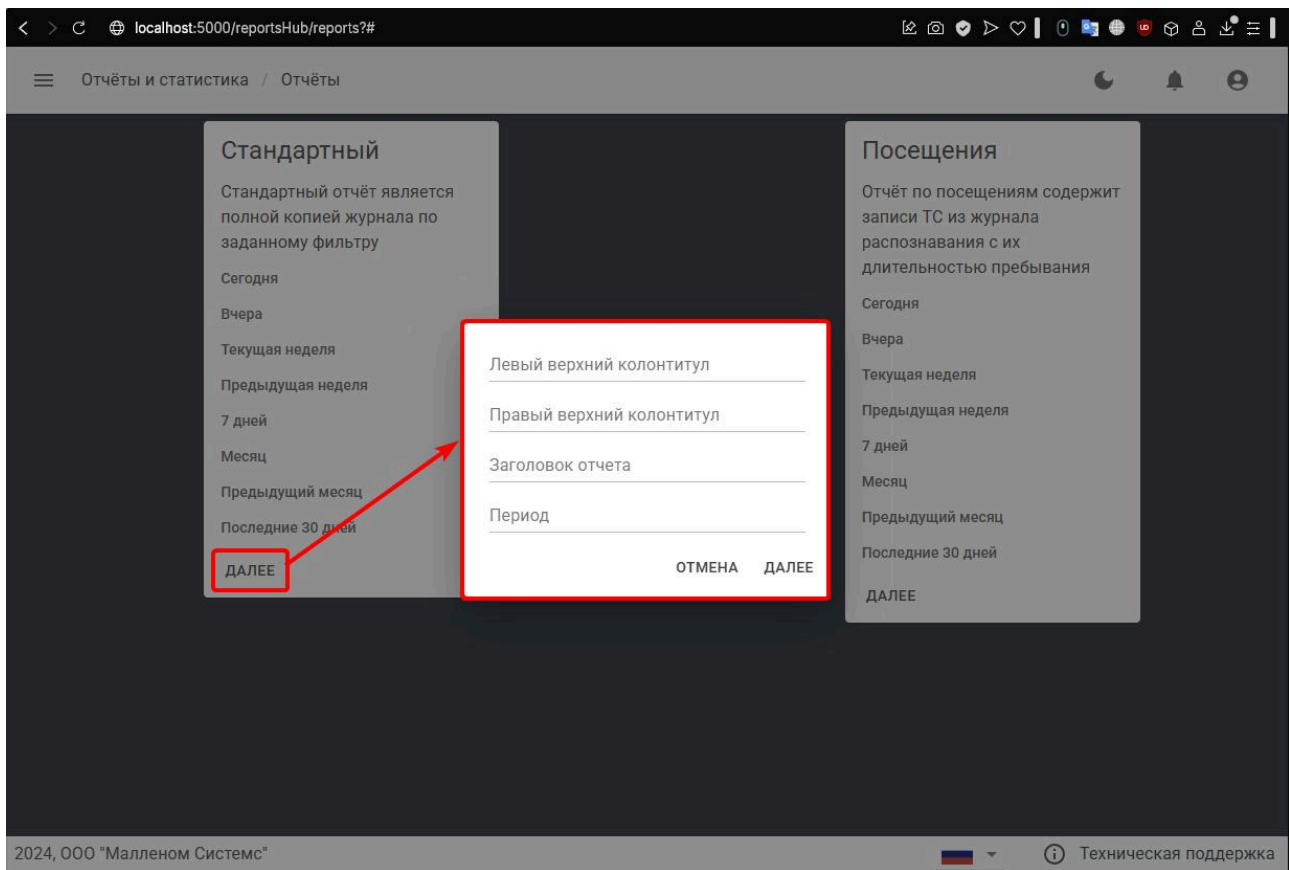 localhost:5000/reportsHub/reports?#
Отчёты и статистика / Отчёты
Стандартный
Стандартный отчёт является
полной копией журнала по
заданному фильтру
Сегодня
Вчера
Текущая неделя
Предыдущая неделя
7 дней
Месяц
Предыдущий месяц
Последние 30 дней
ДАЛЕЕ
Левый верхний колонтитул
Правый верхний колонтитул
Заголовок отчета
Период
ОТМЕНА ДАЛЕЕ
Посещения
Отчёт по посещениям содержит
записи ТС из журнала
распознавания с их
длительностью пребывания
Сегодня
Вчера
Текущая неделя
Предыдущая неделя
7 дней
Месяц
Предыдущий месяц
Последние 30 дней
ДАЛЕЕ
2024, ООО "Малленом Системс"
Техническая поддержка